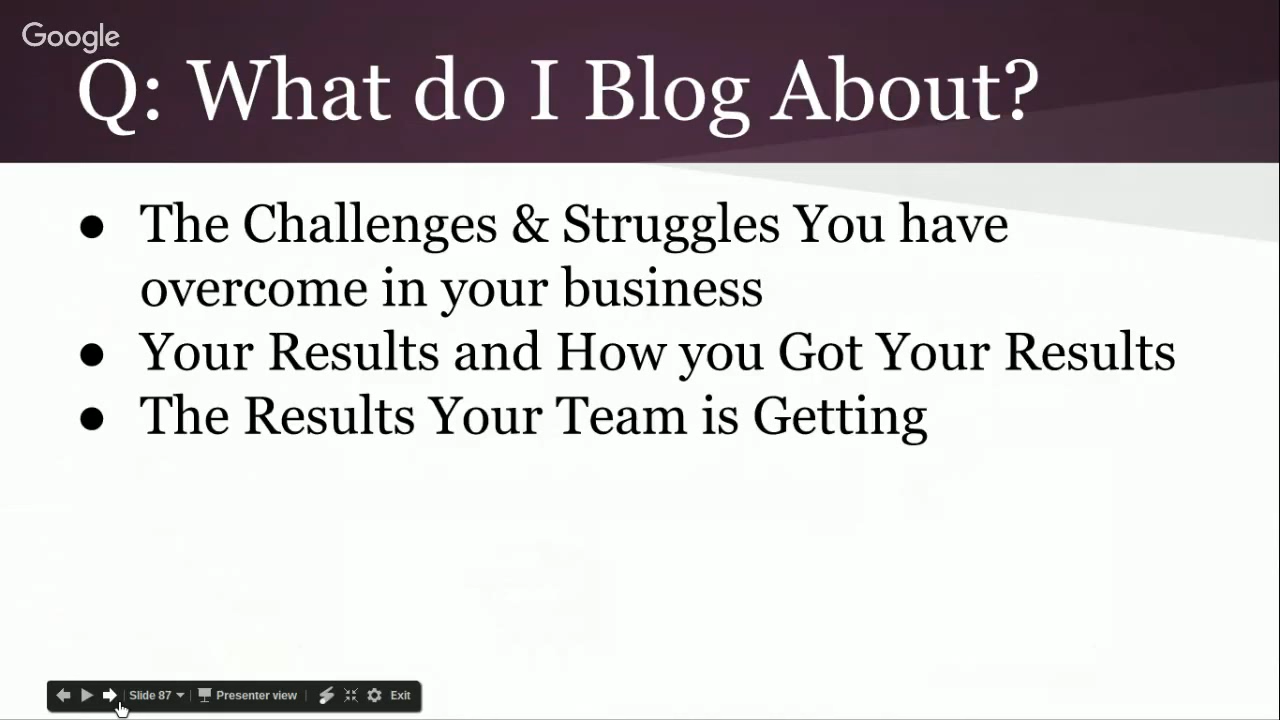 Google
Q: What do I Blog About?
● The Challenges & Struggles You have
overcome in your business
● Your Results and How you Got Your Results
● The Results Your Team is Getting
Slide 87 Presenter view Exit